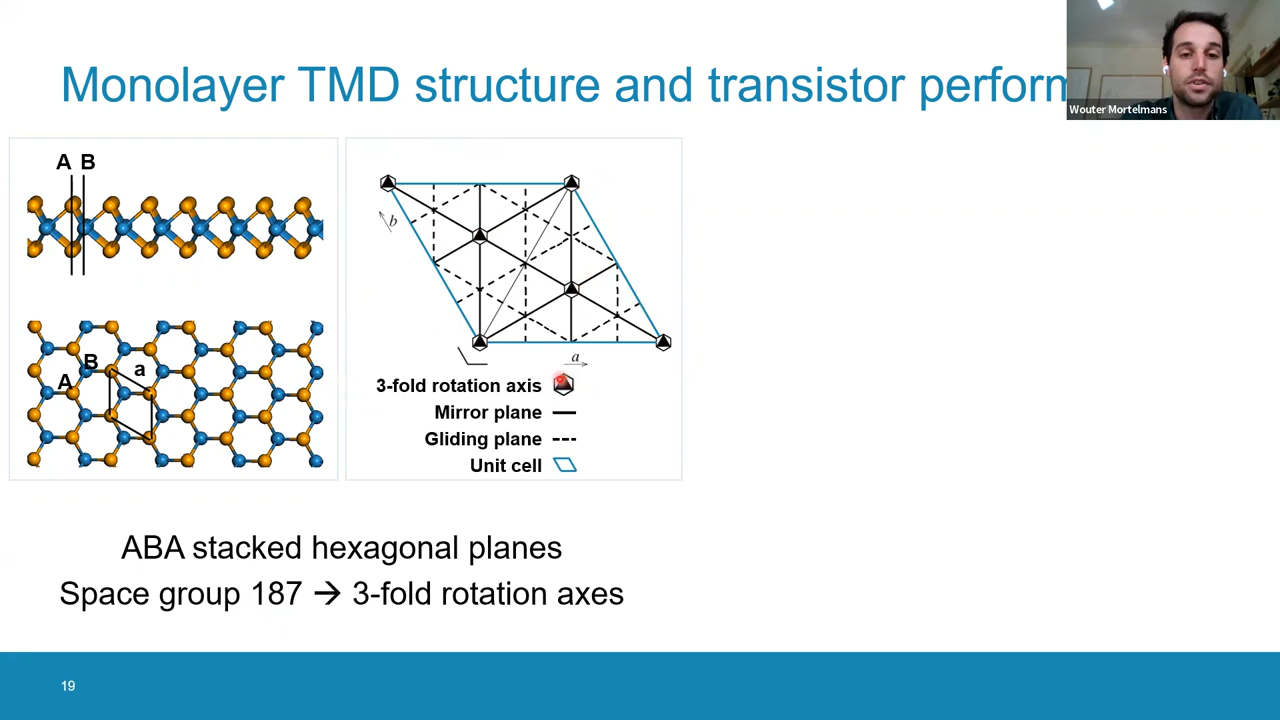 Monolayer TMD structure and transistor perform
Wouter Mortelmans
A B
b
a
B
A
a
3-fold rotation axis
Mirror plane
Gliding plane
Unit cell
ABA stacked hexagonal planes
Space group 187 → 3-fold rotation axes
19